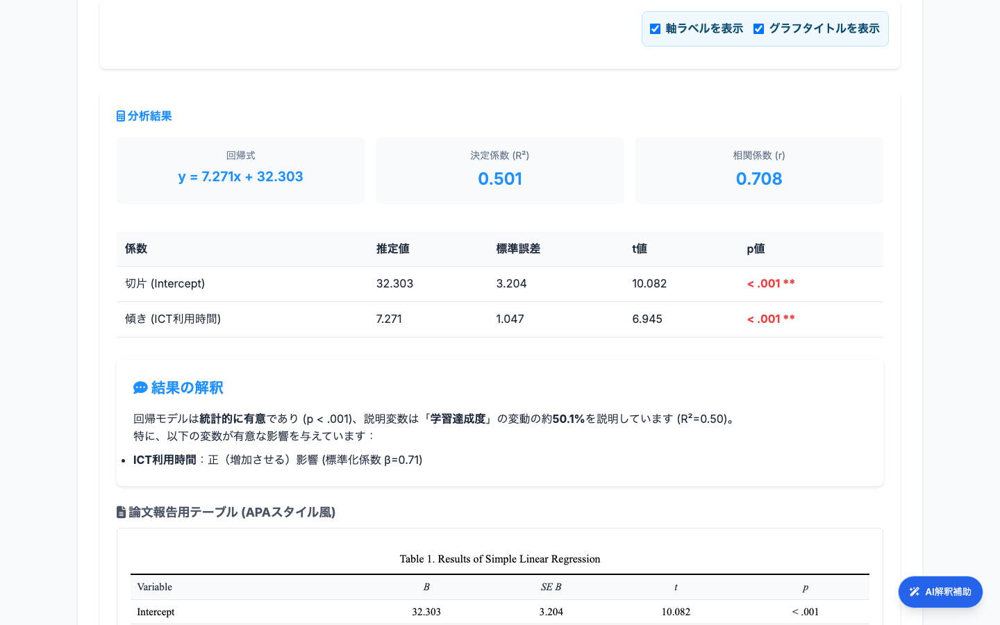 軸ラベルを表示 グラフタイトルを表示
分析結果
回帰式
y = 7.271x + 32.303
決定係数 (R²)
0.501
相関係数 (r)
0.708
係数 推定値 標準誤差 t値 p値
切片 (Intercept) 32.303 3.204 10.082 < .001 **
傾き (ICT利用時間) 7.271 1.047 6.945 < .001 **
結果の解釈
回帰モデルは統計的に有意であり (p < .001)、説明変数は「学習達成度」の変動の約50.1%を説明しています (R²=0.50)。
特に、以下の変数が有意な影響を与えています：
• ICT利用時間：正（増加させる）影響 (標準化係数 β=0.71)
論文報告用テーブル (APAスタイル風)
Table 1. Results of Simple Linear Regression
Variable B SE B t p
Intercept 32.303 3.204 10.082 < .001
AI解釈補助